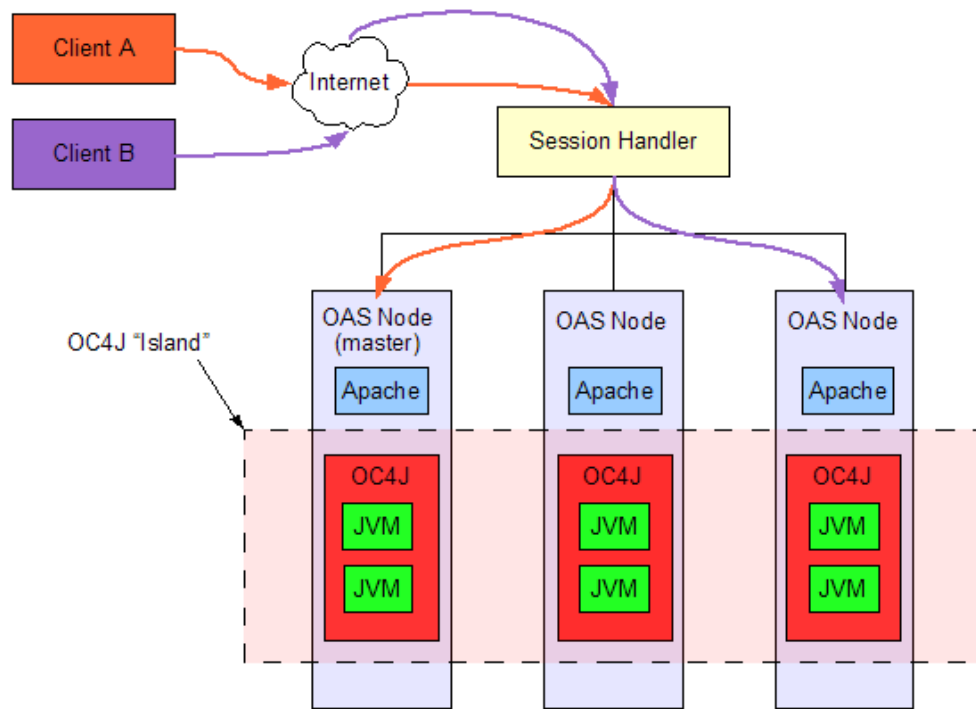 Client A
Internet
Client B
Session Handler
OAS Node
(master)
OAS Node
OAS Node
OC4J “Island”
Apache
Apache
Apache
OC4J
OC4J
OC4J
JVM
JVM
JVM
JVM
JVM
JVM